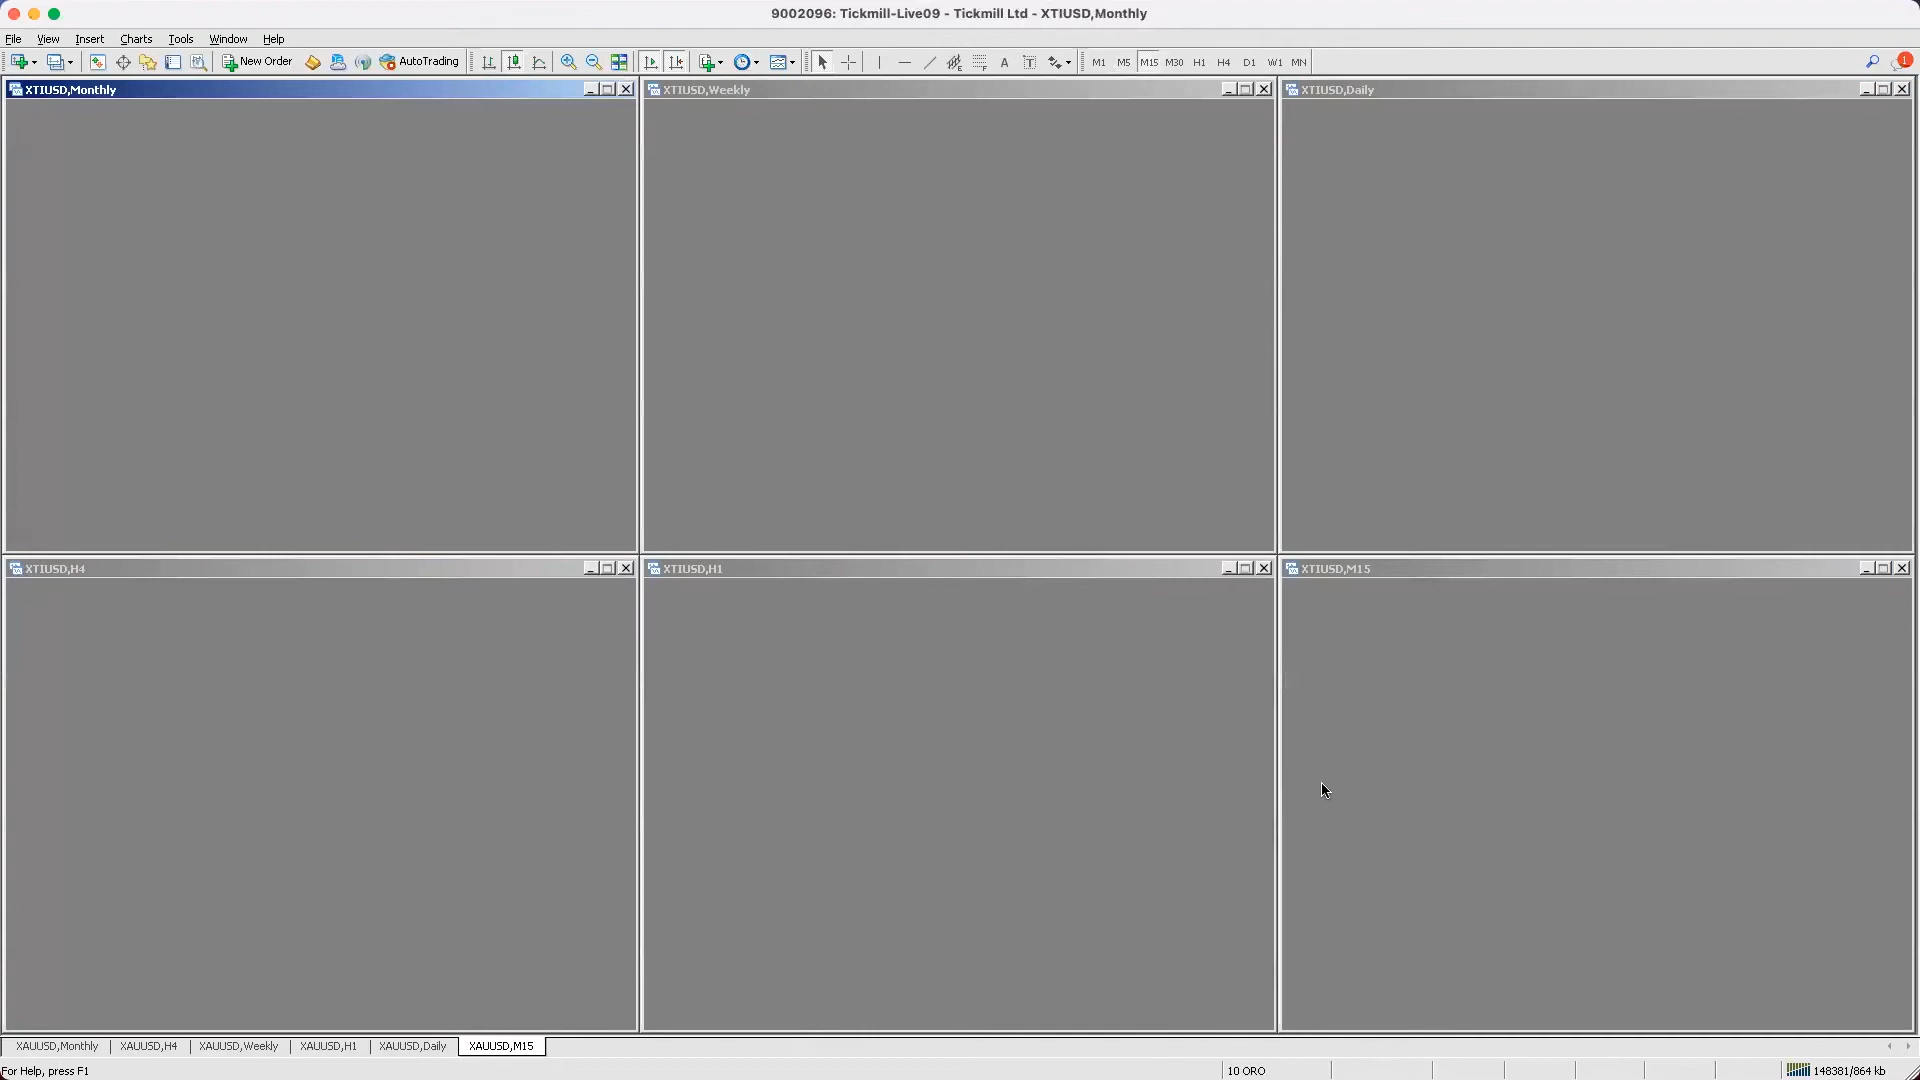 9002096: Tickmill-Live09 - Tickmill Ltd - XTIUSD,Monthly
File View Insert Charts Tools Window Help
New Order AutoTrading A T M1 M5 M15 M30 H1 H4 D1 W1 MN 1
XTIUSD,Monthly XTIUSD,Weekly XTIUSD,Daily
XTIUSD,H4 XTIUSD,H1 XTIUSD,M15
XAUUSD,Monthly XAUUSD,H4 XAUUSD,Weekly XAUUSD,H1 XAUUSD,Daily XAUUSD,M15
For Help, press F1 10 ORO 148381/864 kb